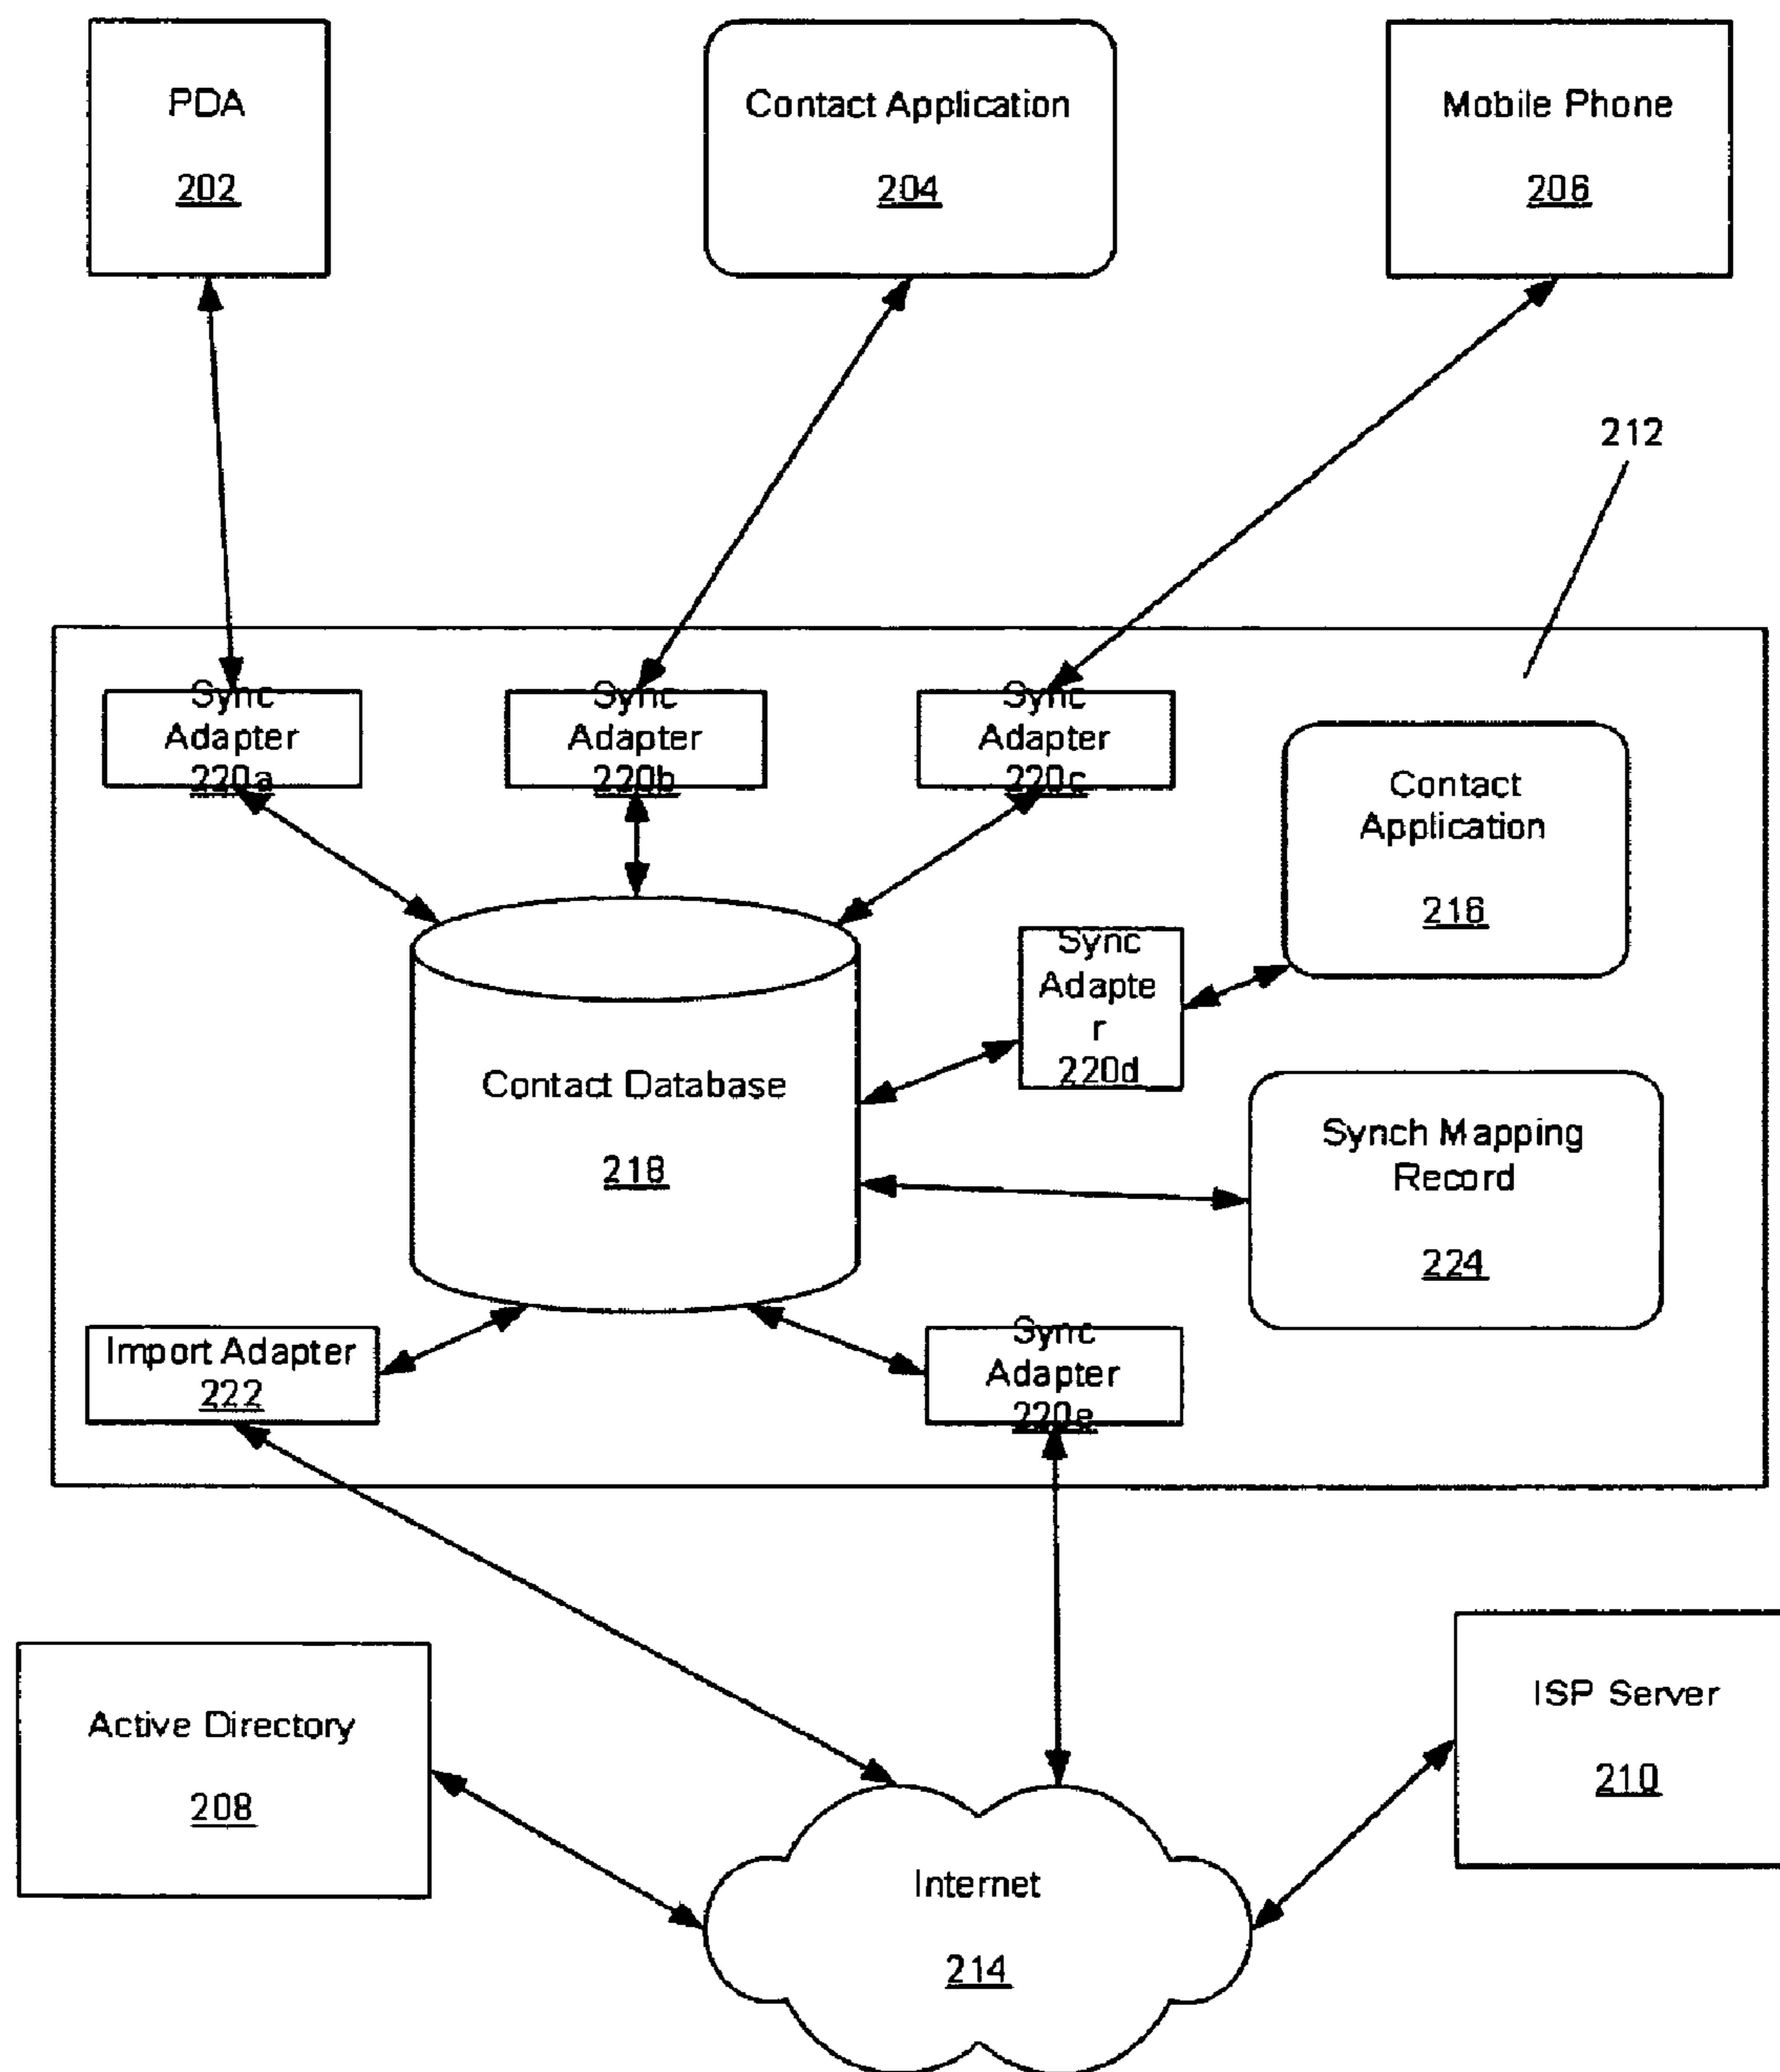 PDA
202
Contact Application
204
Mobile Phone
206
212
Sync
Adapter
220a
Sync
Adapter
220b
Sync
Adapter
220c
Contact
Application
216
Sync
Adapte
r
220d
Contact Database
218
Synch Mapping
Record
224
Import Adapter
222
Sync
Adapter
220e
Active Directory
208
ISP Server
210
Internet
214